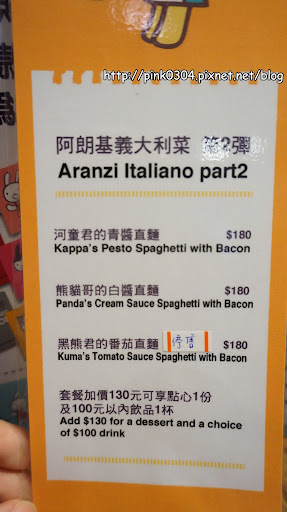 http://pink0304.pixnet.net/blog
阿朗基義大利菜 第2彈
Aranzi Italiano part2
河童君的青醬直麵 $180
Kappa's Pesto Spaghetti with Bacon
熊貓哥的白醬直麵 $180
Panda's Cream Sauce Spaghetti with Bacon
黑熊君的番茄直麵 停售 $180
Kuma's Tomato Sauce Spaghetti with Bacon
套餐加價130元可享點心1份
及100元以內飲品1杯
Add $130 for a dessert and a choice
of $100 drink